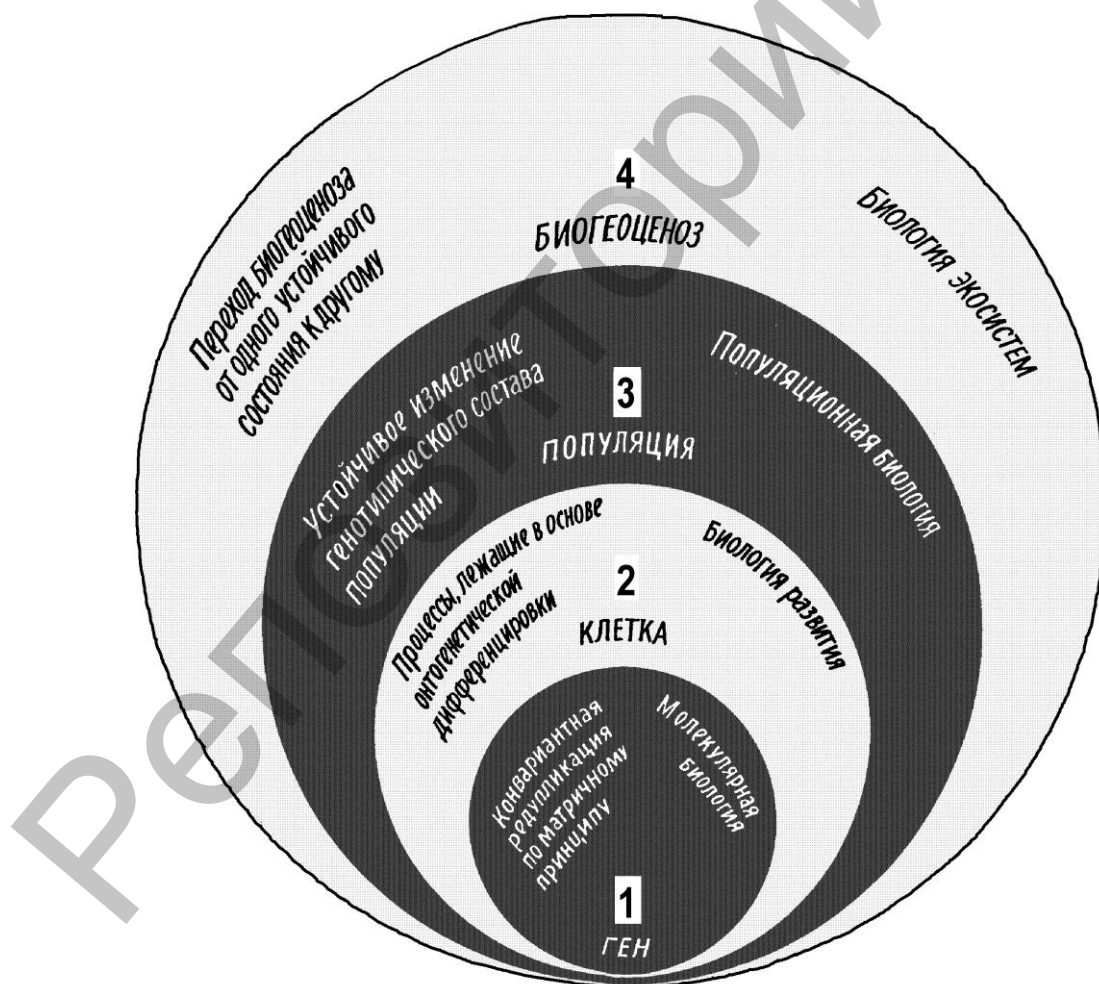 4
БИОГЕОЦЕНОЗ
Переход биогеоценоза
от одного устойчивого
состояния к другому
Биология экосистем
3
ПОПУЛЯЦИЯ
Устойчивое изменение
генотипического состава
популяции
Популяционная биология
2
КЛЕТКА
Процессы, лежащие в основе
онтогенетической
дифференцировки
Биология развития
Конвариантная
редупликация
по матричному
принципу
Молекулярная
биология
1
ГЕН
Репозитори